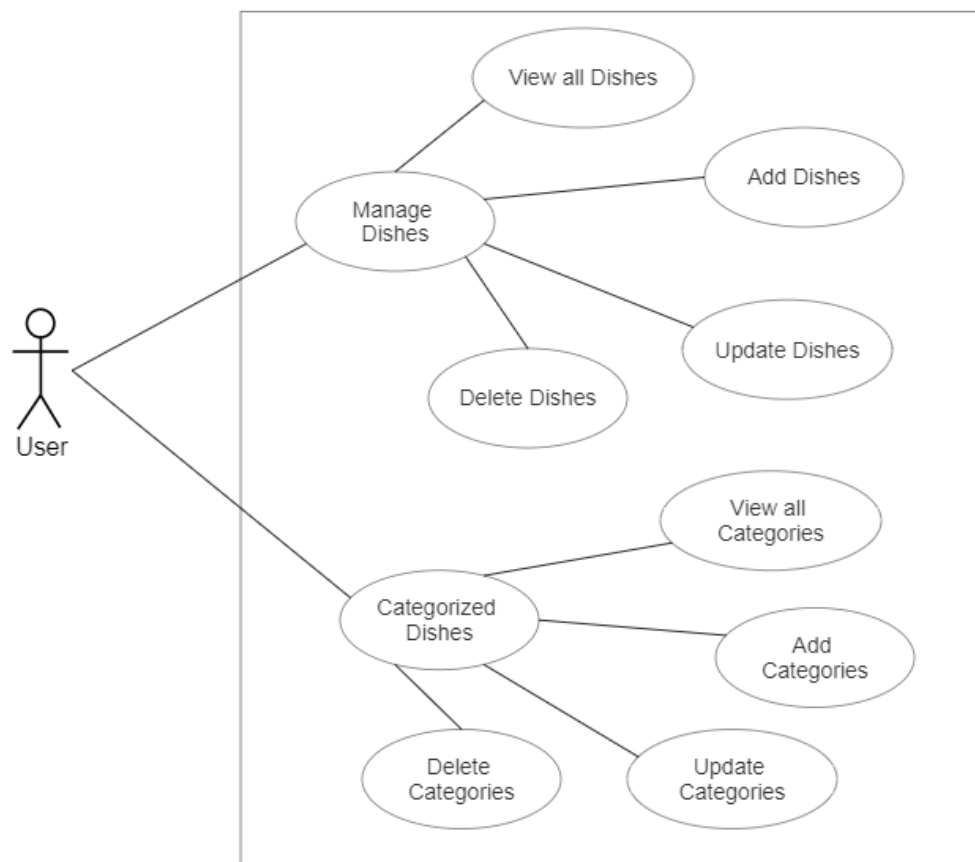 View all Dishes
Add Dishes
Manage
Dishes
Update Dishes
Delete Dishes
User
View all
Categories
Categorized
Dishes
Add
Categories
Delete
Categories
Update
Categories